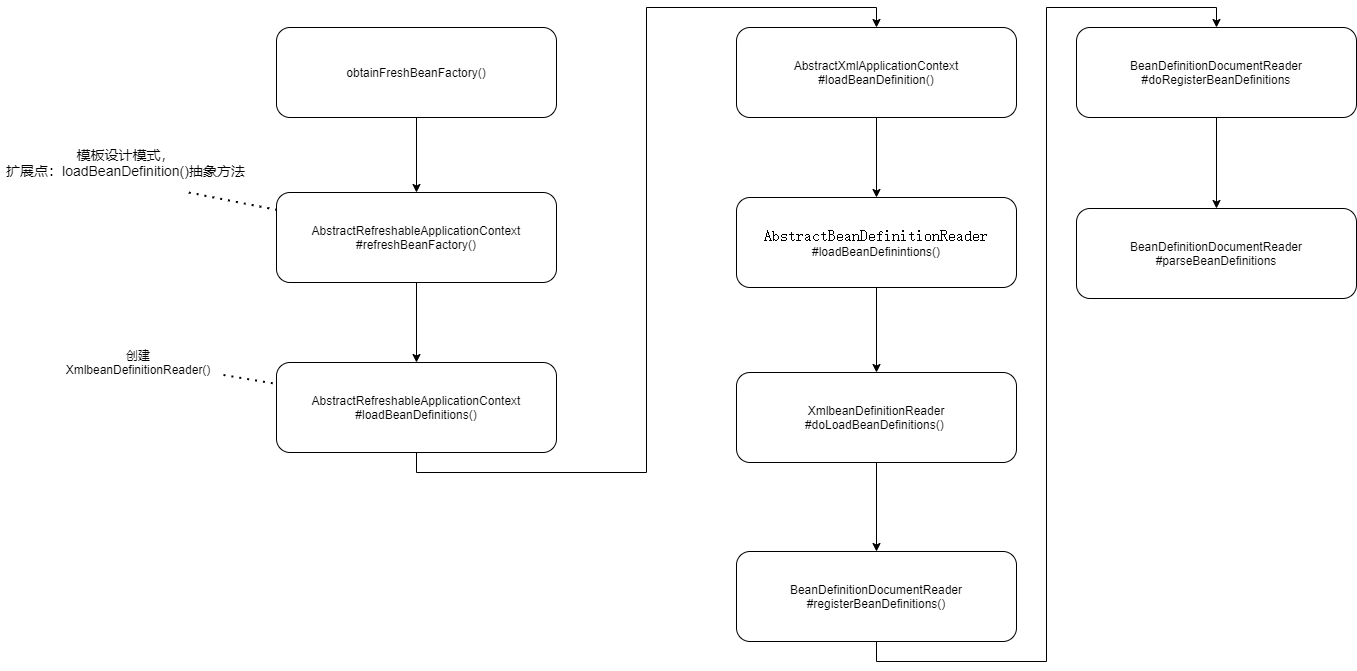 obtainFreshBeanFactory()
模板设计模式，
扩展点：loadBeanDefinition()抽象方法
AbstractRefreshableApplicationContext
#refreshBeanFactory()
创建
XmlbeanDefinitionReader()
AbstractRefreshableApplicationContext
#loadBeanDefinitions()
AbstractXmlApplicationContext
#loadBeanDefinition()
AbstractBeanDefinitionReader
#loadBeanDefinintions()
XmlbeanDefinitionReader
#doLoadBeanDefinitions()
BeanDefinitionDocumentReader
#registerBeanDefinitions()
BeanDefinitionDocumentReader
#doRegisterBeanDefinitions
BeanDefinitionDocumentReader
#parseBeanDefinitions